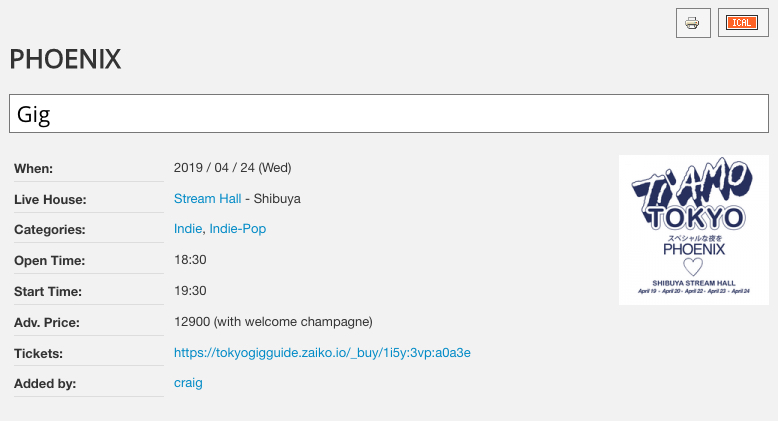 ICAL
PHOENIX
Gig
When: 2019 / 04 / 24 (Wed)
Live House: Stream Hall - Shibuya
Categories: Indie, Indie-Pop
Open Time: 18:30
Start Time: 19:30
Adv. Price: 12900 (with welcome champagne)
Tickets: https://tokyogigguide.zaiko.io/_buy/1i5y:3vp:a0a3e
Added by: craig
TI AMO
TOKYO
スペシャルな夜を
PHOENIX
SHIBUYA STREAM HALL
April 19 - April 20 - April 22 - April 23 - April 24